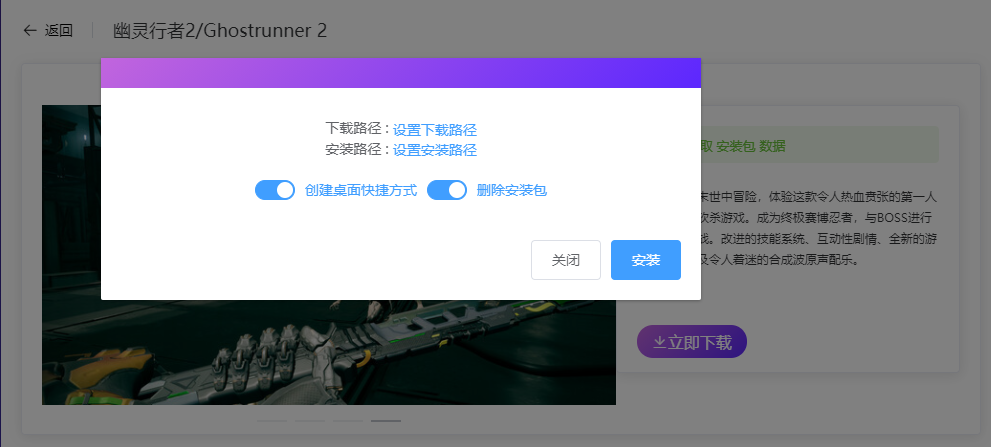 返回
幽灵行者2/Ghostrunner 2
下载路径：设置下载路径
安装路径：设置安装路径
创建桌面快捷方式 删除安装包
关闭 安装
取 安装包 数据
末世中冒险，体验这款令人热血贲张的第一人
砍杀游戏。成为终极赛博忍者，与BOSS进行
战。改进的技能系统、互动性剧情、全新的游
及令人着迷的合成波原声配乐。
立即下载